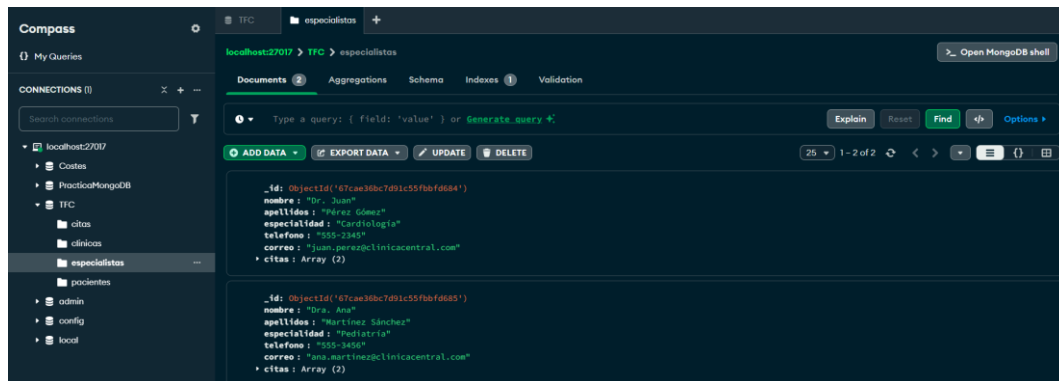 Compass
My Queries
CONNECTIONS (1)
Search connections
localhost:27017
Costes
PracticaMongoDB
TFC
citas
clinicas
especialistas
pacientes
admin
config
local
TFC
especialistas
localhost:27017 > TFC > especialistas
>_ Open MongoDB shell
Documents 2 Aggregations Schema Indexes 1 Validation
Type a query: { field: 'value' } or Generate query
Explain Reset Find </> Options
ADD DATA EXPORT DATA UPDATE DELETE
25 1-2 of 2
_id: ObjectId('67cae36bc7d91c55fbbfd684')
nombre : "Dr. Juan"
apellidos : "Pérez Gómez"
especialidad : "Cardiología"
telefono : "555-2345"
correo : "juan.perez@clinicacentral.com"
citas : Array (2)
_id: ObjectId('67cae36bc7d91c55fbbfd685')
nombre : "Dra. Ana"
apellidos : "Martínez Sánchez"
especialidad : "Pediatría"
telefono : "555-3456"
correo : "ana.martinez@clinicacentral.com"
citas : Array (2)